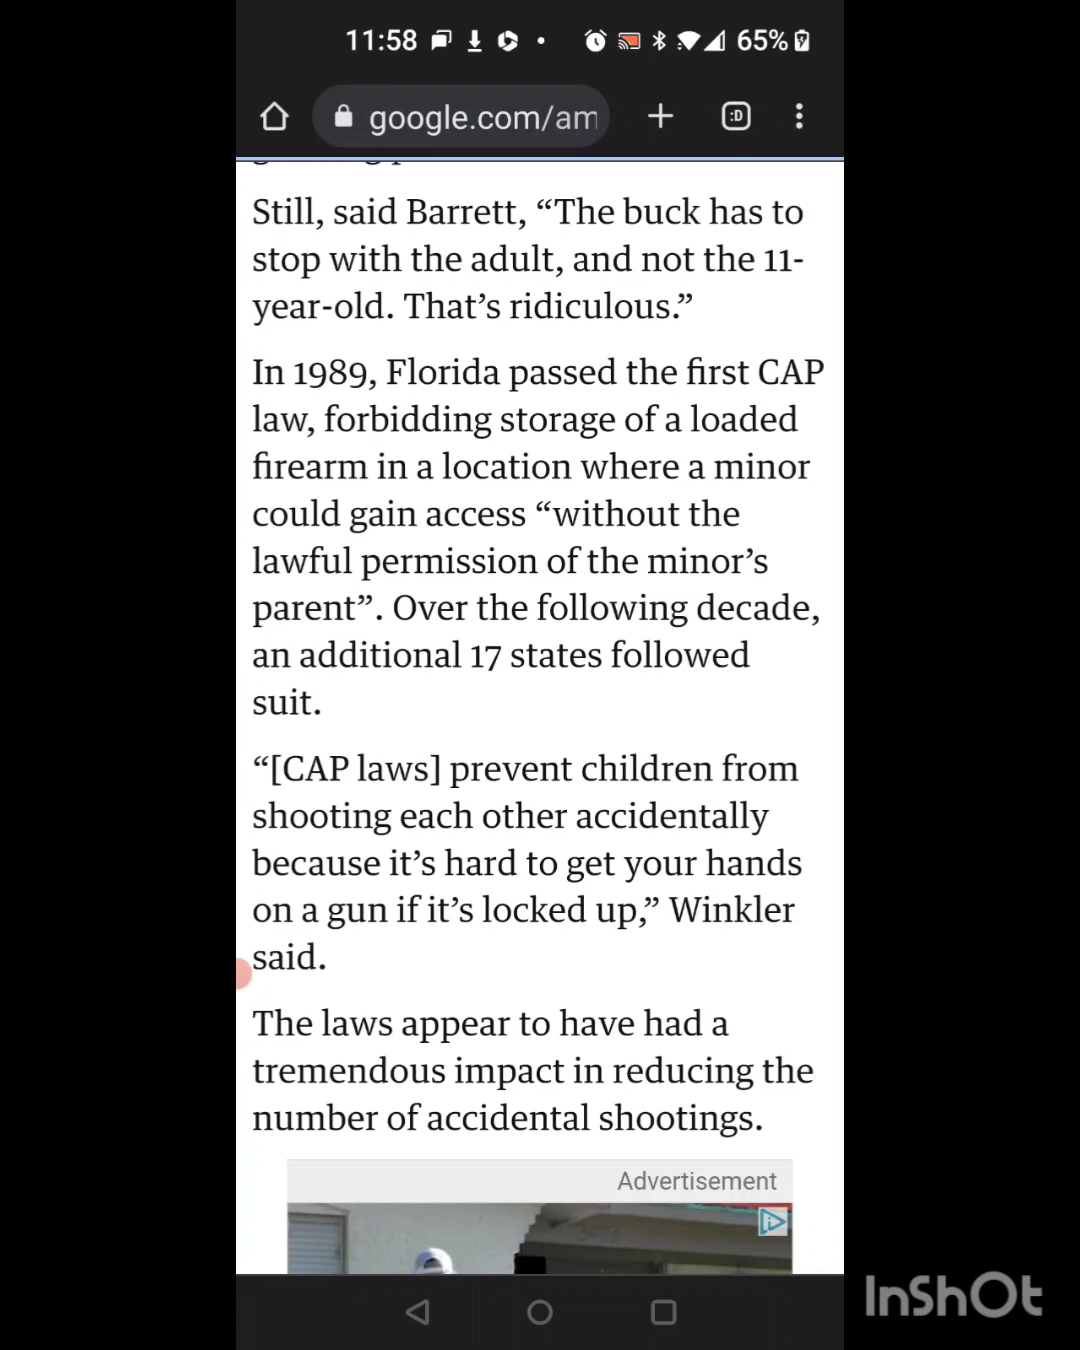 11:58
65%
google.com/am
:D
Still, said Barrett, “The buck has to
stop with the adult, and not the 11-
year-old. That’s ridiculous.”
In 1989, Florida passed the first CAP
law, forbidding storage of a loaded
firearm in a location where a minor
could gain access “without the
lawful permission of the minor’s
parent”. Over the following decade,
an additional 17 states followed
suit.
“[CAP laws] prevent children from
shooting each other accidentally
because it’s hard to get your hands
on a gun if it’s locked up,” Winkler
said.
The laws appear to have had a
tremendous impact in reducing the
number of accidental shootings.
Advertisement
InShOt